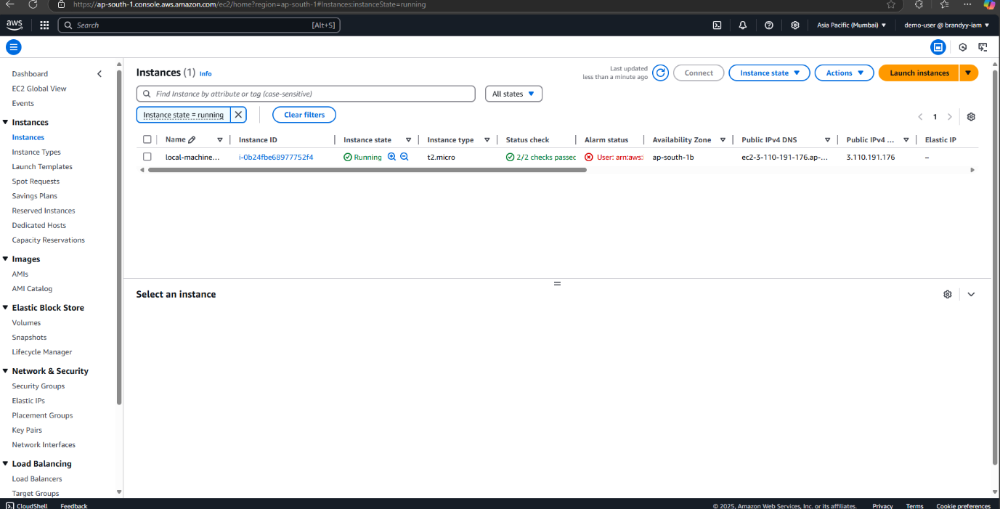 https://ap-south-1.console.aws.amazon.com/ec2/home?region=ap-south-1#Instances:instanceState=running
aws Search [Alt+S] Asia Pacific (Mumbai) demo-user @ brandyy-iam
Dashboard
EC2 Global View
Events
Instances
Instances
Instance Types
Launch Templates
Spot Requests
Savings Plans
Reserved Instances
Dedicated Hosts
Capacity Reservations
Images
AMIs
AMI Catalog
Elastic Block Store
Volumes
Snapshots
Lifecycle Manager
Network & Security
Security Groups
Elastic IPs
Placement Groups
Key Pairs
Network Interfaces
Load Balancing
Load Balancers
Target Groups
Instances (1) Info
Last updated
less than a minute ago
Connect Instance state Actions Launch instances
Find Instance by attribute or tag (case-sensitive) All states
Instance state = running Clear filters
1
Name Instance ID Instance state Instance type Status check Alarm status Availability Zone Public IPv4 DNS Public IPv4 ... Elastic IP
local-machine... i-0b24fbe68977752f4 Running t2.micro 2/2 checks passec User: arn:aws: ap-south-1b ec2-3-110-191-176.ap-... 3.110.191.176 –
Select an instance
CloudShell Feedback © 2025, Amazon Web Services, Inc. or its affiliates. Privacy Terms Cookie preferences